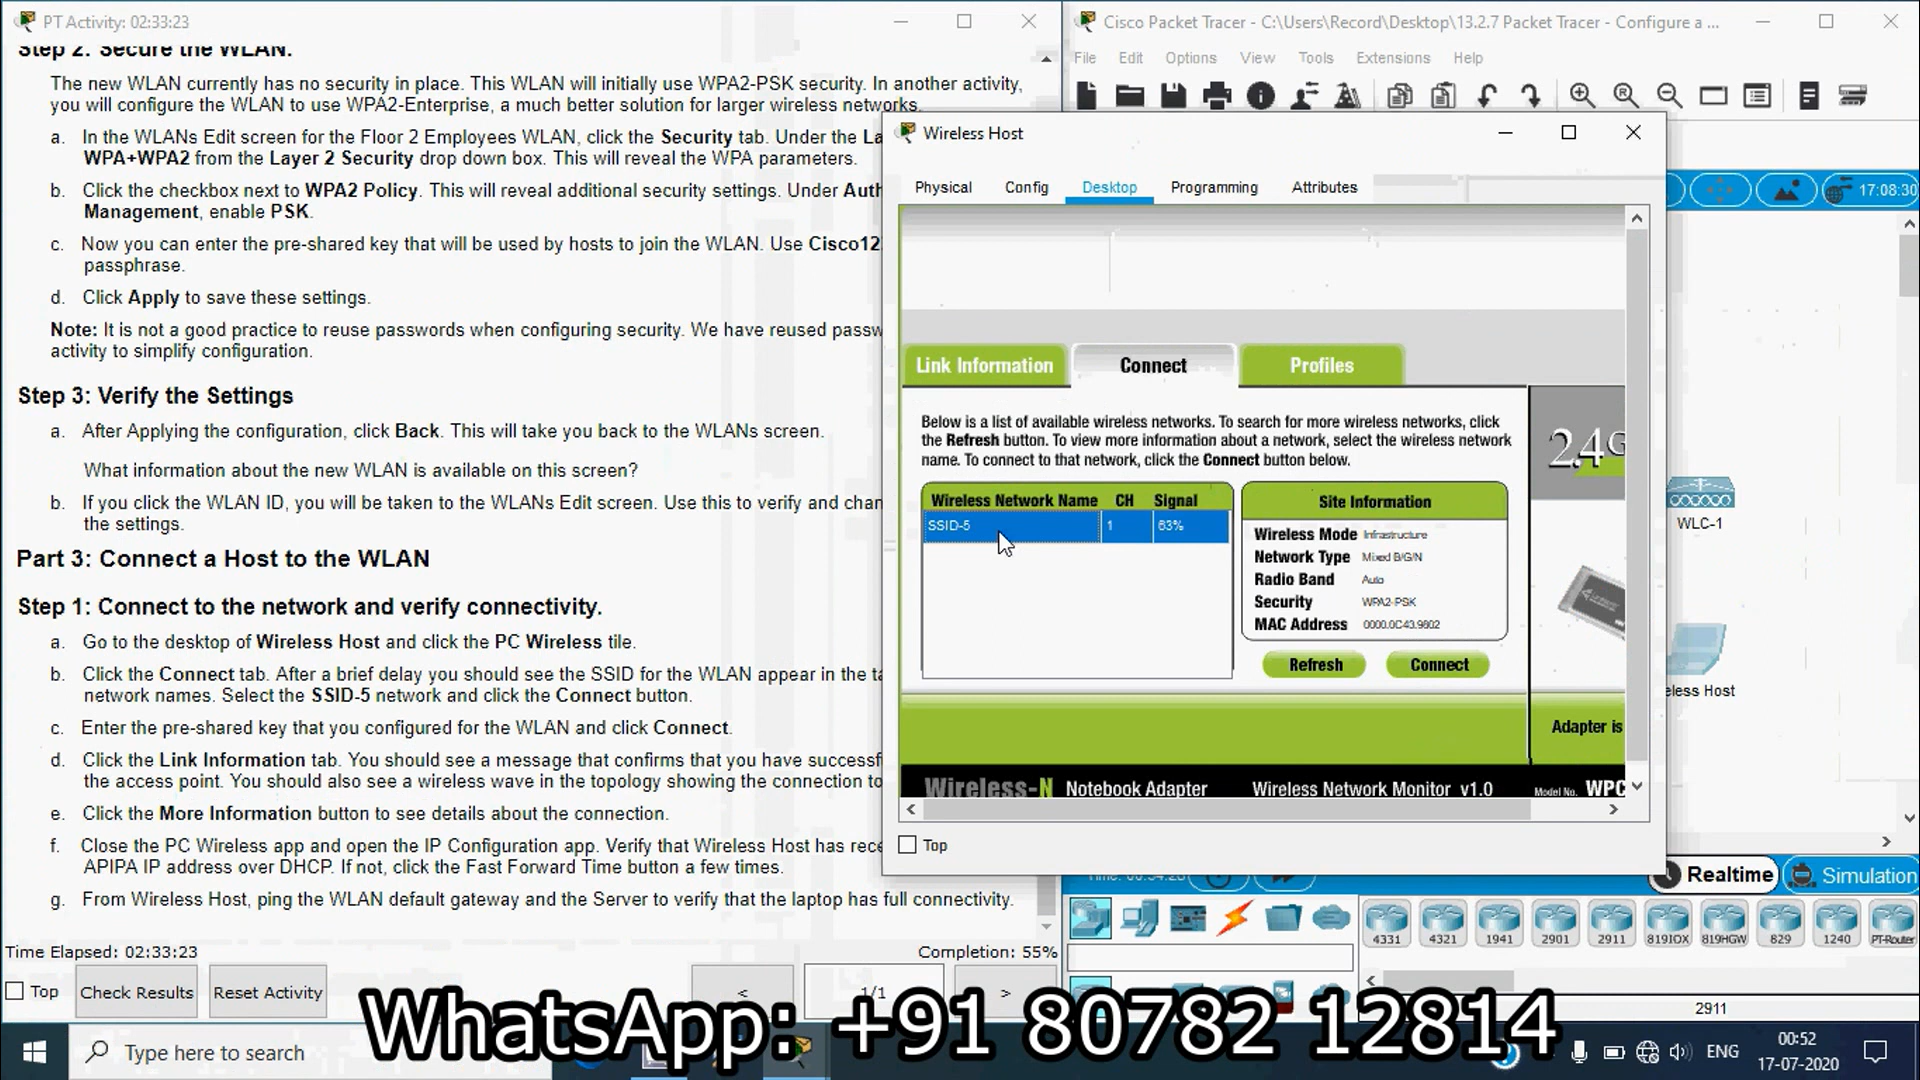 PT Activity: 02:33:23
Step 2: Secure the WLAN.
The new WLAN currently has no security in place. This WLAN will initially use WPA2-PSK security. In another activity,
you will configure the WLAN to use WPA2-Enterprise, a much better solution for larger wireless networks.
a. In the WLANs Edit screen for the Floor 2 Employees WLAN, click the Security tab. Under the La
WPA+WPA2 from the Layer 2 Security drop down box. This will reveal the WPA parameters.
b. Click the checkbox next to WPA2 Policy. This will reveal additional security settings. Under Auth
Management, enable PSK.
c. Now you can enter the pre-shared key that will be used by hosts to join the WLAN. Use Cisco12
passphrase.
d. Click Apply to save these settings.
Note: It is not a good practice to reuse passwords when configuring security. We have reused passw
activity to simplify configuration.
Step 3: Verify the Settings
a. After Applying the configuration, click Back. This will take you back to the WLANs screen.
What information about the new WLAN is available on this screen?
b. If you click the WLAN ID, you will be taken to the WLANs Edit screen. Use this to verify and chan
the settings.
Part 3: Connect a Host to the WLAN
Step 1: Connect to the network and verify connectivity.
a. Go to the desktop of Wireless Host and click the PC Wireless tile.
b. Click the Connect tab. After a brief delay you should see the SSID for the WLAN appear in the ta
network names. Select the SSID-5 network and click the Connect button.
c. Enter the pre-shared key that you configured for the WLAN and click Connect.
d. Click the Link Information tab. You should see a message that confirms that you have successf
the access point. You should also see a wireless wave in the topology showing the connection to
e. Click the More Information button to see details about the connection.
f. Close the PC Wireless app and open the IP Configuration app. Verify that Wireless Host has rece
APIPA IP address over DHCP. If not, click the Fast Forward Time button a few times.
g. From Wireless Host, ping the WLAN default gateway and the Server to verify that the laptop has full connectivity.
Time Elapsed: 02:33:23
Completion: 55%
Top
Check Results
Reset Activity
<
1/1
>
Cisco Packet Tracer - C:\Users\Record\Desktop\13.2.7 Packet Tracer - Configure a ...
File Edit Options View Tools Extensions Help
17:08:30
Wireless Host
Physical Config Desktop Programming Attributes
Link Information Connect Profiles
Below is a list of available wireless networks. To search for more wireless networks, click
the Refresh button. To view more information about a network, select the wireless network
name. To connect to that network, click the Connect button below.
2.4G
Wireless Network Name CH Signal
SSID-5 1 63%
Site Information
Wireless Mode Infrastructure
Network Type Mixed B/G/N
Radio Band Auto
Security WPA2-PSK
MAC Address 0000.0C43.9802
Refresh Connect
Adapter is
Wireless-N Notebook Adapter Wireless Network Monitor v1.0 Model No. WPC
Top
WLC-1
eless Host
Realtime Simulation
4331 4321 1941 2901 2911 819IOX 819HGW 829 1240 PT-Router
2911
WhatsApp: +91 80782 12814
Type here to search
ENG
00:52
17-07-2020